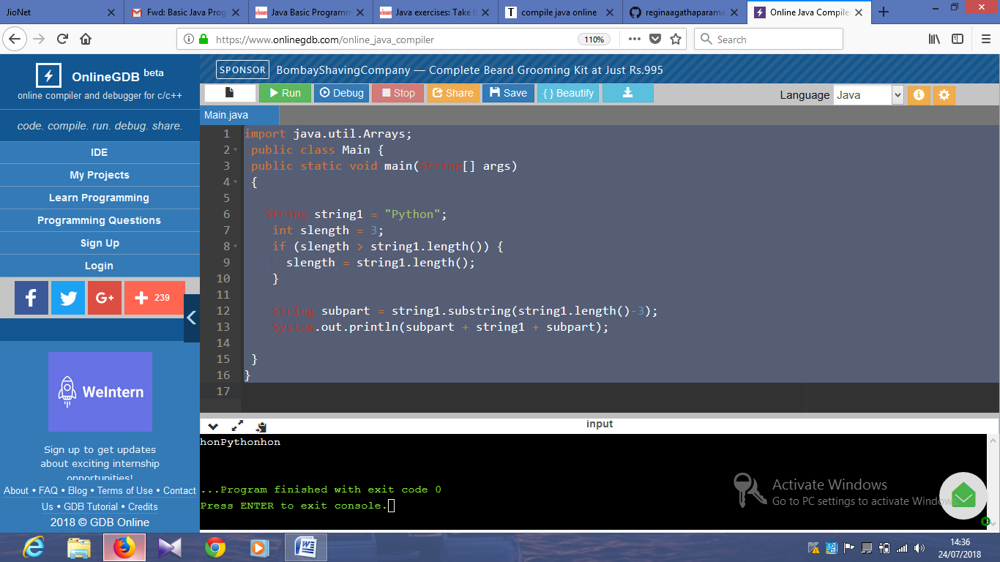 JioNet
Fwd: Basic Java Prog
Java Basic Programm
Java exercises: Take th
compile java online
reginaagathaparama
Online Java Compile
https://www.onlinegdb.com/online_java_compiler
110%
Search
OnlineGDB beta
online compiler and debugger for c/c++
code. compile. run. debug. share.
IDE
My Projects
Learn Programming
Programming Questions
Sign Up
Login
239
WeIntern
Sign up to get updates
about exciting internship
opportunities!
About • FAQ • Blog • Terms of Use • Contact
Us • GDB Tutorial • Credits
2018 © GDB Online
SPONSOR BombayShavingCompany — Complete Beard Grooming Kit at Just Rs.995
Run Debug Stop Share Save { } Beautify
Language Java
Main.java
1 import java.util.Arrays;
2 public class Main {
3 public static void main(String[] args)
4 {
5
6 String string1 = "Python";
7 int slength = 3;
8 if (slength > string1.length()) {
9 slength = string1.length();
10 }
11
12 String subpart = string1.substring(string1.length()-3);
13 System.out.println(subpart + string1 + subpart);
14
15 }
16 }
17
input
honPythonhon
...Program finished with exit code 0
Press ENTER to exit console.
Activate Windows
Go to PC settings to activate Windows.
14:36
24/07/2018